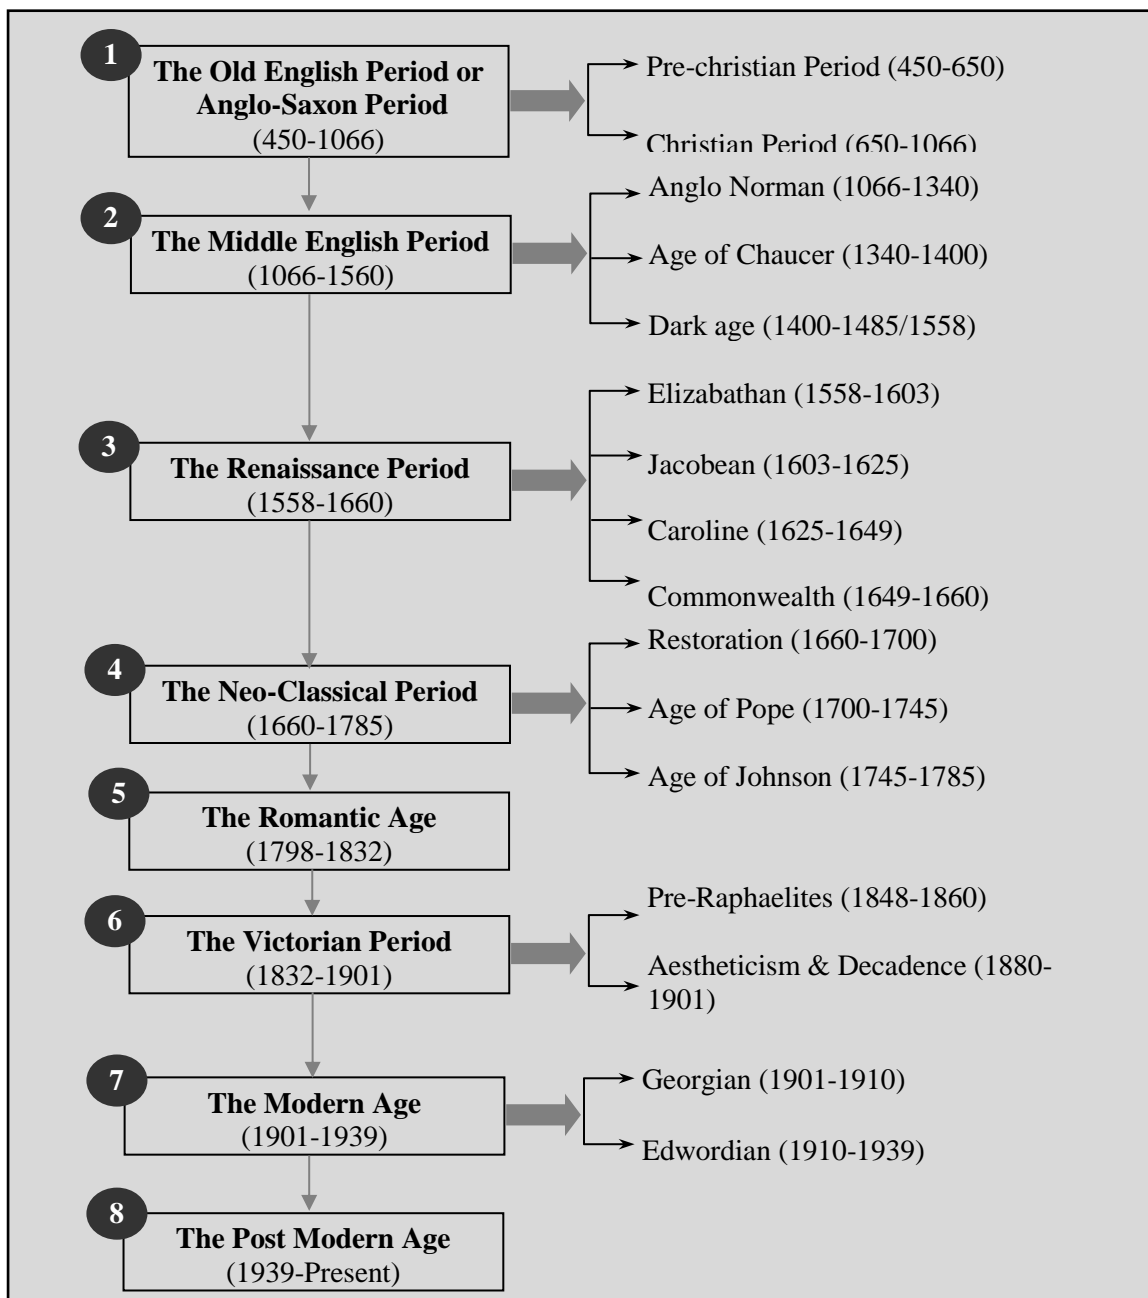 1
The Old English Period or
Anglo-Saxon Period
(450-1066)
Pre-christian Period (450-650)
Christian Period (650-1066)
2
The Middle English Period
(1066-1560)
Anglo Norman (1066-1340)
Age of Chaucer (1340-1400)
Dark age (1400-1485/1558)
3
The Renaissance Period
(1558-1660)
Elizabathan (1558-1603)
Jacobean (1603-1625)
Caroline (1625-1649)
Commonwealth (1649-1660)
4
The Neo-Classical Period
(1660-1785)
Restoration (1660-1700)
Age of Pope (1700-1745)
Age of Johnson (1745-1785)
5
The Romantic Age
(1798-1832)
6
The Victorian Period
(1832-1901)
Pre-Raphaelites (1848-1860)
Aestheticism & Decadence (1880-
1901)
7
The Modern Age
(1901-1939)
Georgian (1901-1910)
Edwordian (1910-1939)
8
The Post Modern Age
(1939-Present)